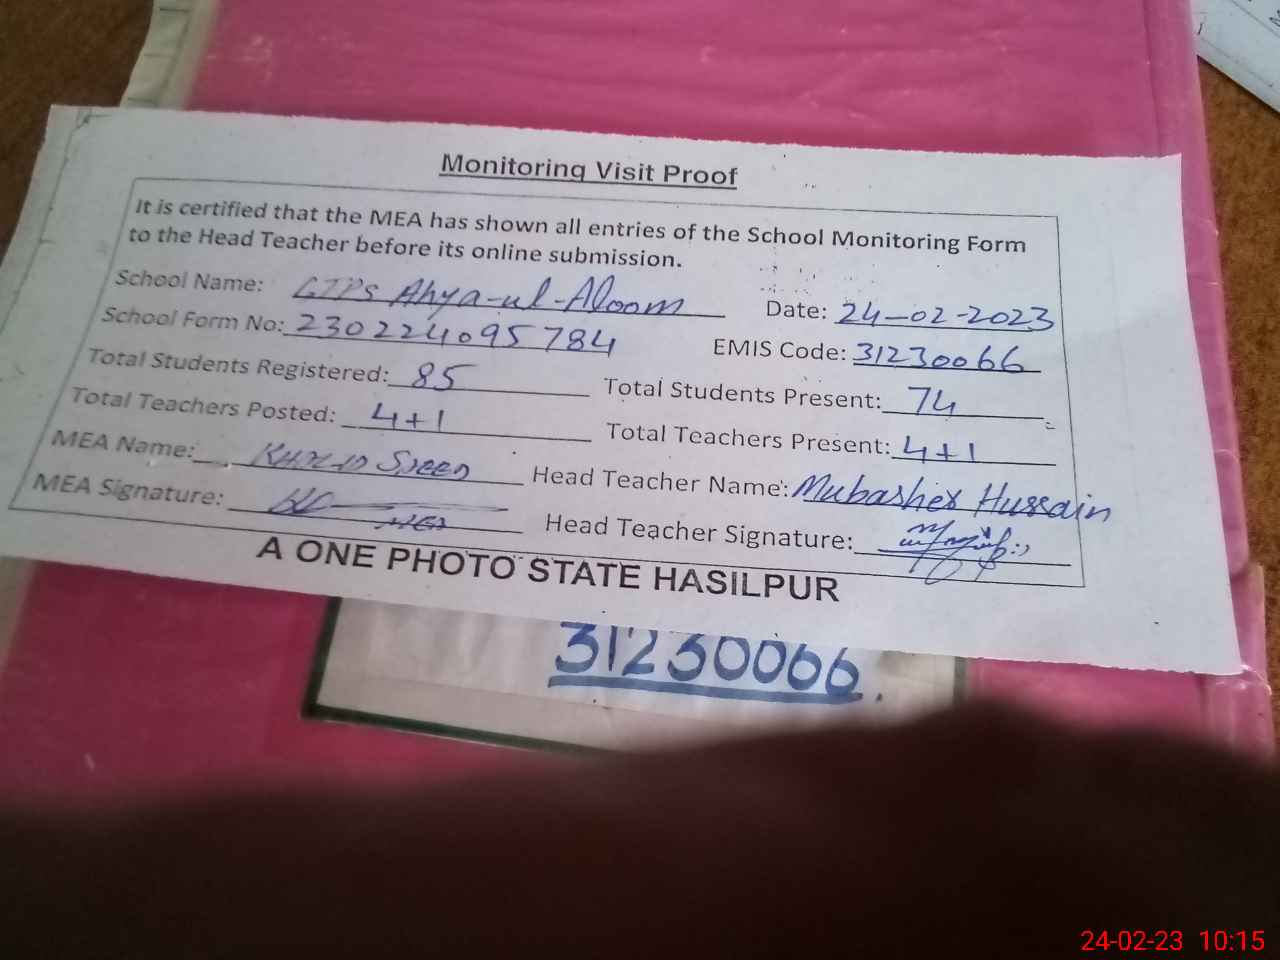 Monitoring Visit Proof
It is certified that the MEA has shown all entries of the School Monitoring Form
to the Head Teacher before its online submission.
School Name: GPS Ahya-ul-Aloom Date: 24-02-2023
School Form No: 230224095784 EMIS Code: 31230066
Total Students Registered: 85 Total Students Present: 74
Total Teachers Posted: 4+1 Total Teachers Present: 4+1
MEA Name: Head Teacher Name: Mubasher Hussain
MEA Signature: MEA Head Teacher Signature:
A ONE PHOTO STATE HASILPUR
31230066
24-02-23 10:15